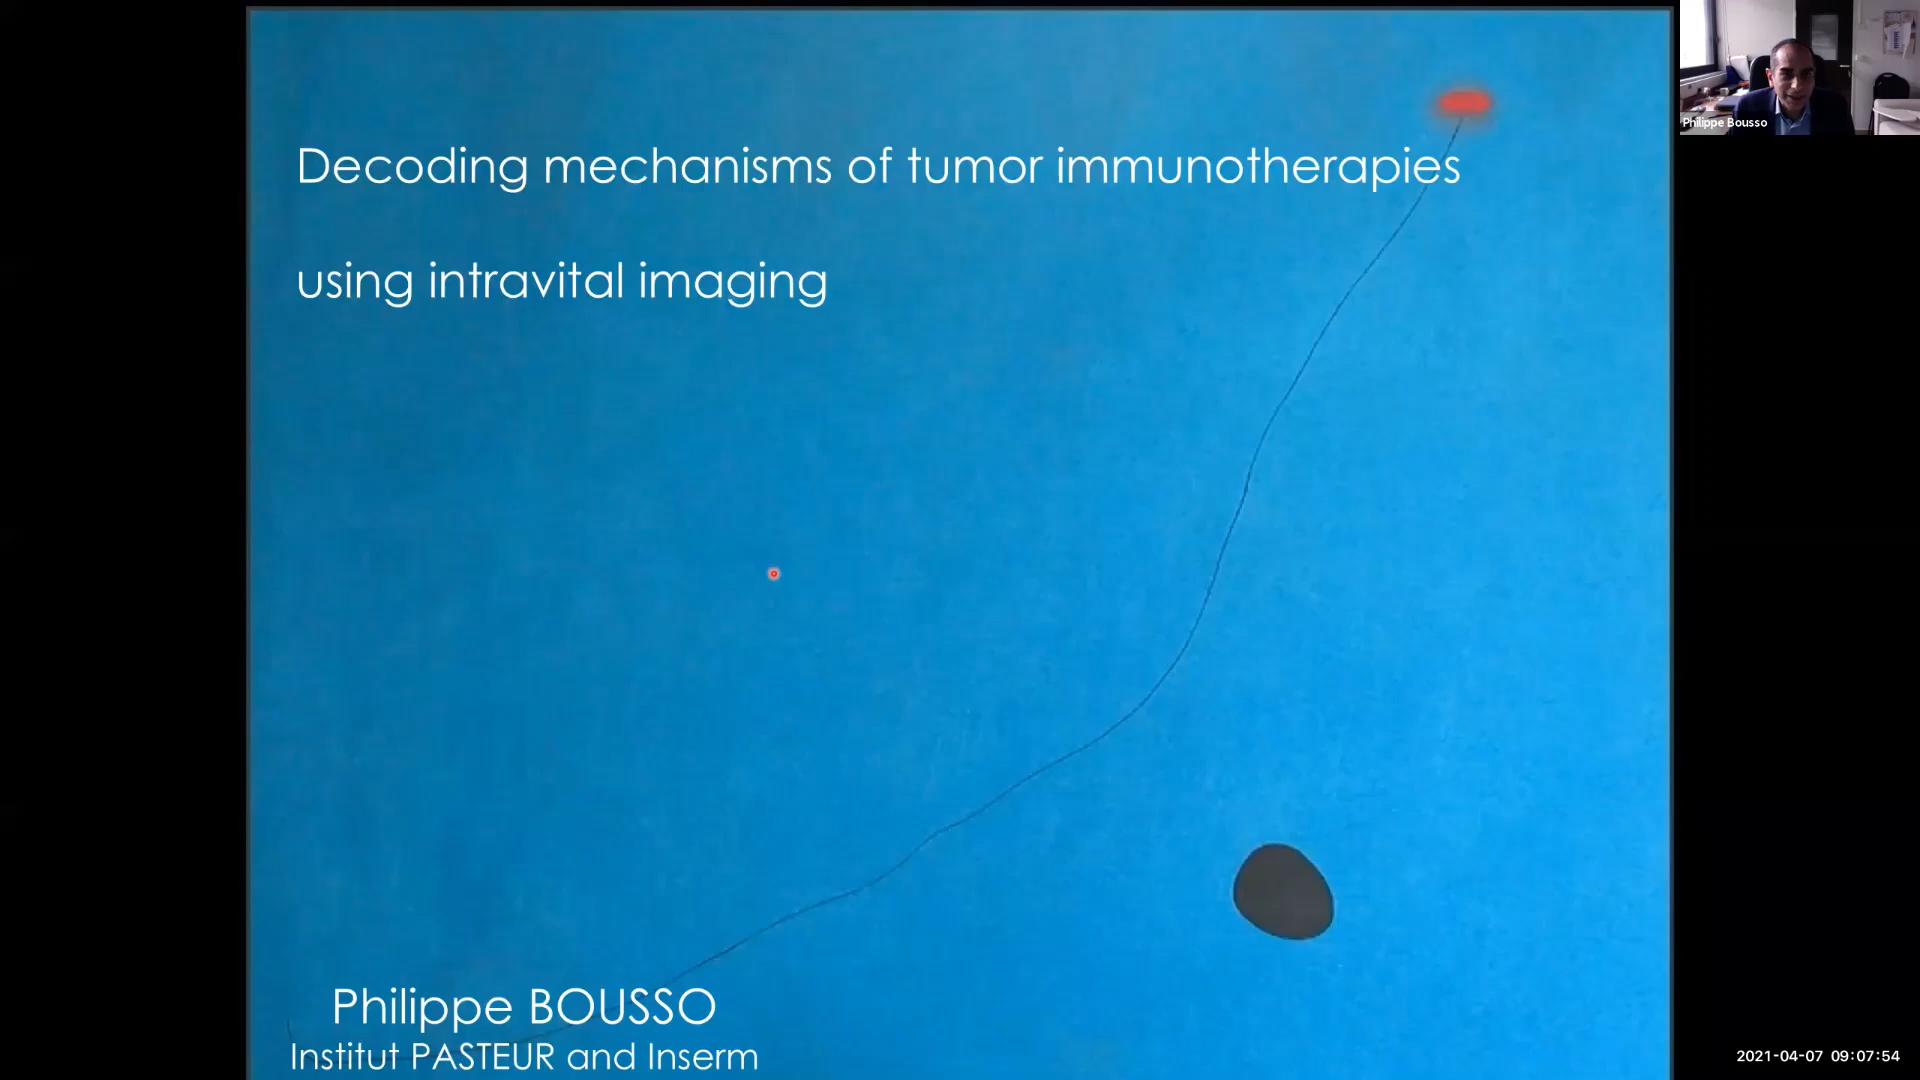 Decoding mechanisms of tumor immunotherapies
using intravital imaging
Philippe Bousso
Philippe BOUSSO
Institut PASTEUR and Inserm
2021-04-07 09:07:54